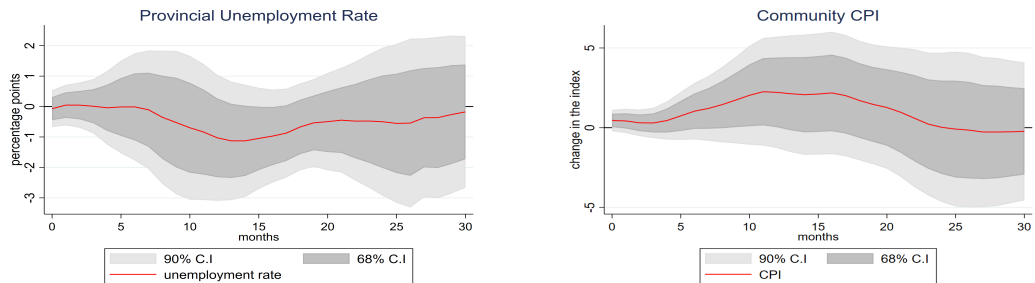 Provincial Unemployment Rate
percentage points
2
1
0
-1
-2
-3
0 5 10 15 20 25 30
months
90% C.I 68% C.I
unemployment rate
Community CPI
change in the index
5
0
-5
0 5 10 15 20 25 30
months
90% C.I 68% C.I
CPI